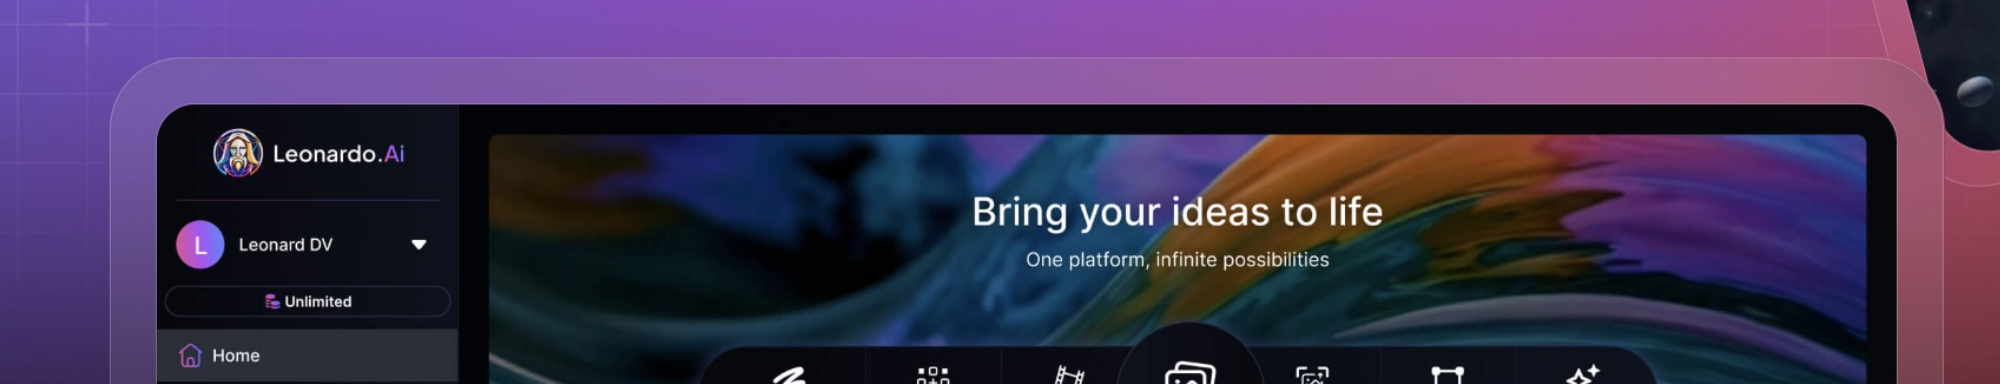 Leonardo.Ai
L Leonard DV
Unlimited
Home
Bring your ideas to life
One platform, infinite possibilities